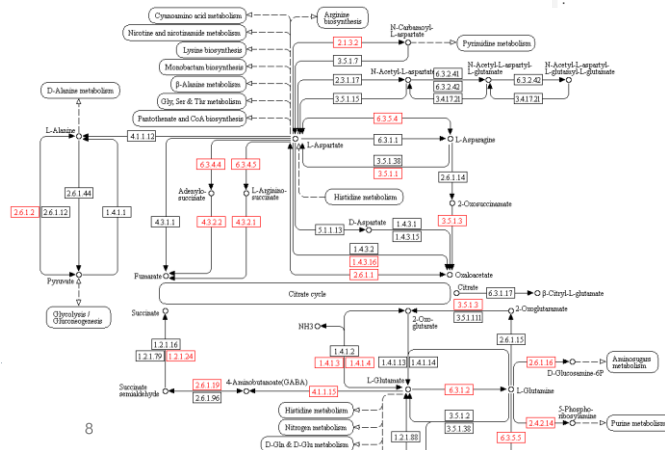 Cyanoamino acid metabolism
Nicotine and nicotinamide metabolism
Lysine biosynthesis
Monobactam biosynthesis
β-Alanine metabolism
Gly, Ser & Thr metabolism
Pantothenate and CoA biosynthesis
Arginine
biosynthesis
N-Carbamoyl-
L-aspartate
2.1.3.2
Pyrimidine metabolism
3.5.1.7
N-Acetyl-L-aspartate
N-Acetyl-L-aspartyl-
L-glutamate
N-Acetyl-L-aspartyl-
L-glutamyl-L-glutamate
2.3.1.17
6.3.2.41
6.3.2.42
6.3.2.42
3.5.1.15
3.4.17.21
3.4.17.21
D-Alanine metabolism
L-Alanine
4.1.1.12
L-Aspartate
6.3.5.4
6.3.1.1
L-Asparagine
3.5.1.38
3.5.1.1
6.3.4.4
6.3.4.5
Adenylo-
succinate
L-Arginino-
succinate
Histidine metabolism
2.6.1.14
2-Oxosuccinamate
2.6.1.44
2.6.1.2
2.6.1.12
1.4.1.1
4.3.1.1
4.3.2.2
4.3.2.1
D-Aspartate
5.1.1.13
1.4.3.1
1.4.3.15
3.5.1.3
1.4.3.2
1.4.3.16
2.6.1.1
Pyruvate
Fumarate
Oxaloacetate
Glycolysis /
Gluconeogenesis
Citrate cycle
Citrate
6.3.1.17
β-Citryl-L-glutamate
Succinate
NH3
2-Oxo-
glutarate
3.5.1.3
3.5.1.111
2-Oxoglutaramate
1.2.1.16
1.2.1.79
1.2.1.24
1.4.1.2
1.4.1.3
1.4.1.4
1.4.1.13
1.4.1.14
2.6.1.15
Succinate
semialdehyde
2.6.1.19
2.6.1.96
4-Aminobutanoate (GABA)
4.1.1.15
L-Glutamate
6.3.1.2
L-Glutamine
2.6.1.16
D-Glucosamine-6P
Aminosugars
metabolism
Histidine metabolism
Nitrogen metabolism
D-Gln & D-Glu metabolism
1.2.1.88
3.5.1.2
3.5.1.38
2.4.2.14
5-Phospho-
ribosylamine
Purine metabolism
6.3.5.5
8